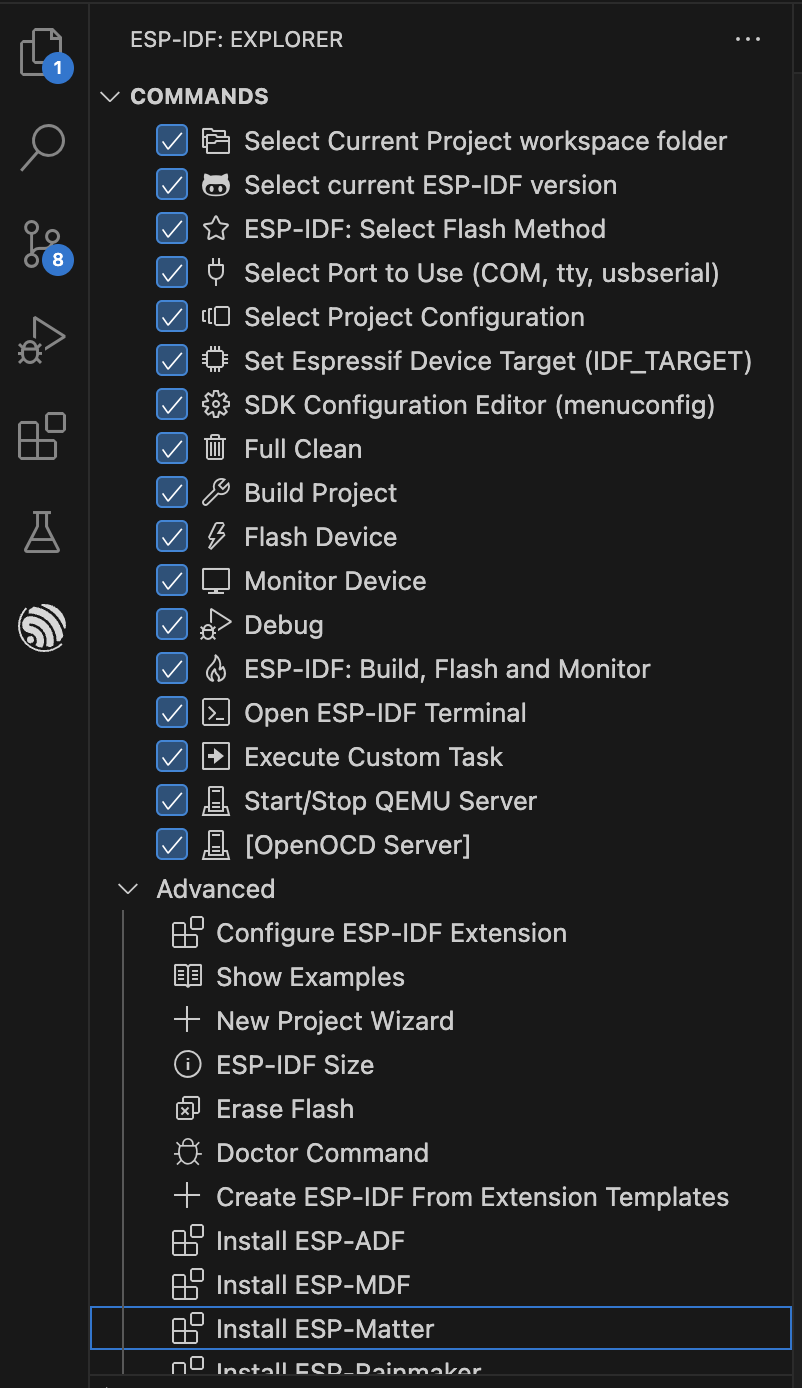 ESP-IDF: EXPLORER
1
COMMANDS
Select Current Project workspace folder
Select current ESP-IDF version
ESP-IDF: Select Flash Method
8
Select Port to Use (COM, tty, usbserial)
Select Project Configuration
Set Espressif Device Target (IDF_TARGET)
SDK Configuration Editor (menuconfig)
Full Clean
Build Project
Flash Device
Monitor Device
Debug
ESP-IDF: Build, Flash and Monitor
Open ESP-IDF Terminal
Execute Custom Task
Start/Stop QEMU Server
[OpenOCD Server]
Advanced
Configure ESP-IDF Extension
Show Examples
New Project Wizard
ESP-IDF Size
Erase Flash
Doctor Command
Create ESP-IDF From Extension Templates
Install ESP-ADF
Install ESP-MDF
Install ESP-Matter
Install ESP-Rainmaker